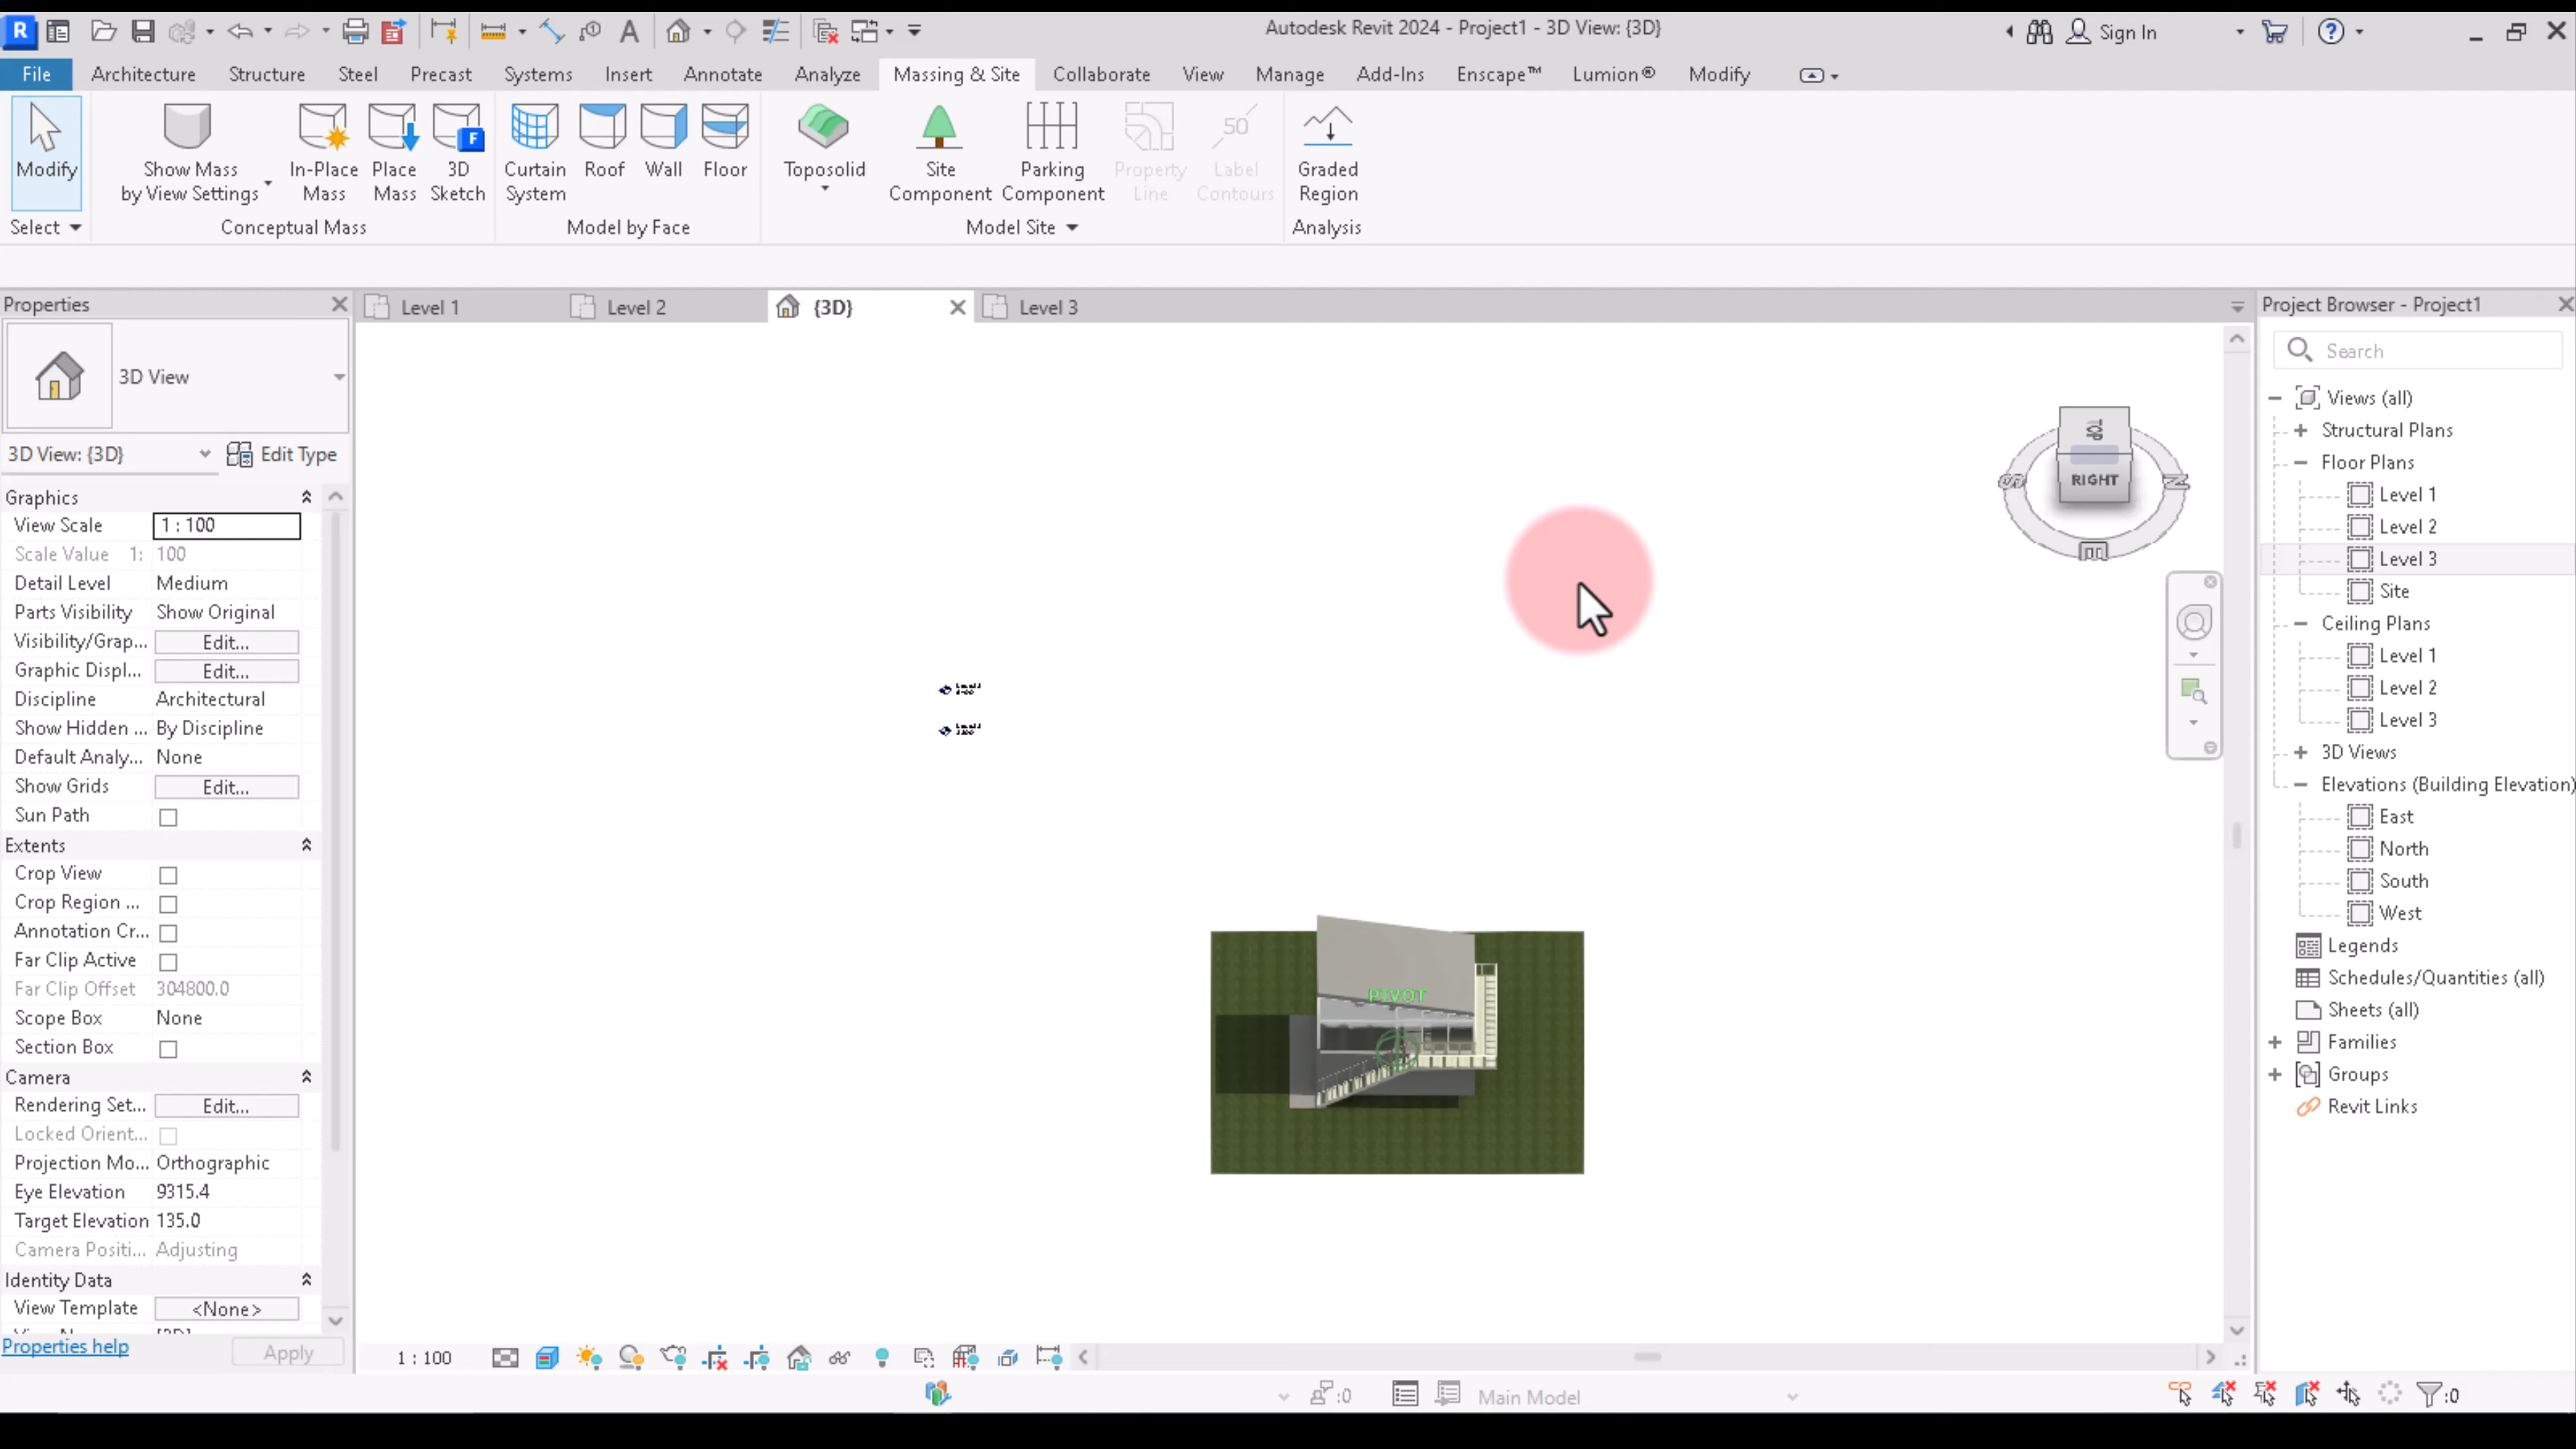 R
Autodesk Revit 2024 - Project1 - 3D View: {3D}
Sign In
File Architecture Structure Steel Precast Systems Insert Annotate Analyze Massing & Site Collaborate View Manage Add-Ins Enscape™ Lumion® Modify
Modify
Show Mass by View Settings
In-Place Mass
Place Mass
3D Sketch
Curtain System
Roof
Wall
Floor
Toposolid
Site Component
Parking Component
Property Line
50
Label Contours
Graded Region
Select
Conceptual Mass
Model by Face
Model Site
Analysis
Properties
3D View
3D View: {3D}
Edit Type
Graphics
View Scale 1 : 100
Scale Value 1: 100
Detail Level Medium
Parts Visibility Show Original
Visibility/Grap... Edit...
Graphic Displ... Edit...
Discipline Architectural
Show Hidden ... By Discipline
Default Analy... None
Show Grids Edit...
Sun Path
Extents
Crop View
Crop Region ...
Annotation Cr...
Far Clip Active
Far Clip Offset 304800.0
Scope Box None
Section Box
Camera
Rendering Set... Edit...
Locked Orient...
Projection Mo... Orthographic
Eye Elevation 9315.4
Target Elevation 135.0
Camera Positi... Adjusting
Identity Data
View Template <None>
Properties help
Apply
Level 1
Level 2
{3D}
Level 3
TOP
RIGHT
PIVOT
1 : 100
:0
Main Model
:0
Project Browser - Project1
Search
Views (all)
Structural Plans
Floor Plans
Level 1
Level 2
Level 3
Site
Ceiling Plans
Level 1
Level 2
Level 3
3D Views
Elevations (Building Elevation)
East
North
South
West
Legends
Schedules/Quantities (all)
Sheets (all)
Families
Groups
Revit Links